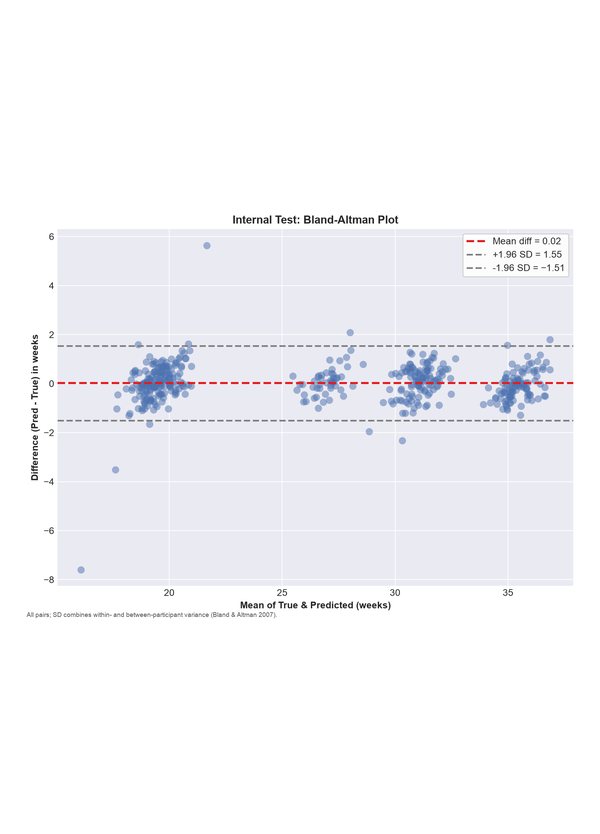 Internal Test: Bland-Altman Plot
Mean diff = 0.02
+1.96 SD = 1.55
-1.96 SD = −1.51
Difference (Pred - True) in weeks
6
4
2
0
−2
−4
−6
−8
20
25
30
35
Mean of True & Predicted (weeks)
All pairs; SD combines within- and between-participant variance (Bland & Altman 2007).